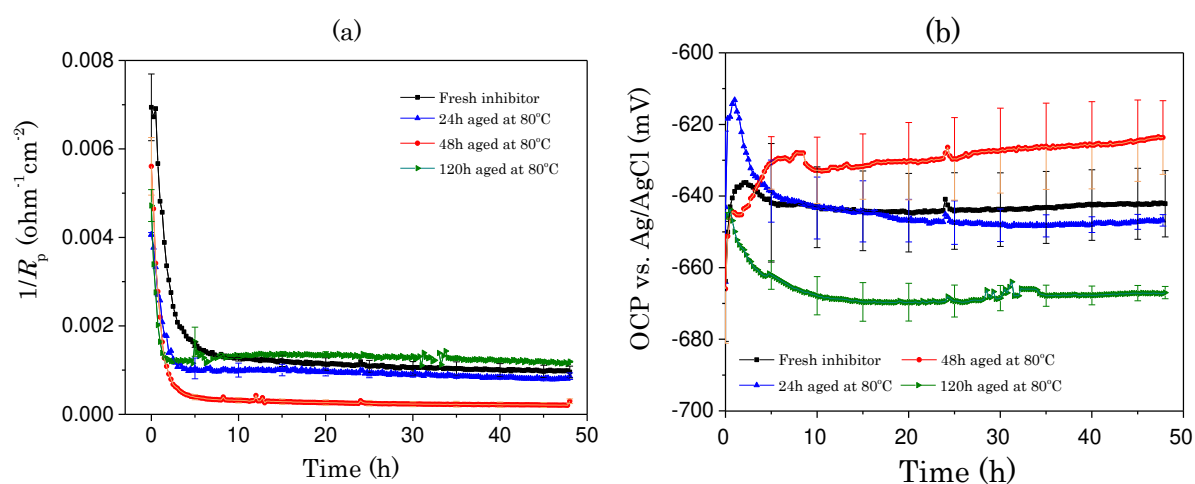 (a)
0.008
0.006
0.004
0.002
0.000
1/Rp (ohm-1cm-2)
Fresh inhibitor
24h aged at 80°C
48h aged at 80°C
120h aged at 80°C
0 10 20 30 40 50
Time (h)
(b)
-600
-620
-640
-660
-680
-700
OCP vs. Ag/AgCl (mV)
Fresh inhibitor 48h aged at 80°C
24h aged at 80°C 120h aged at 80°C
0 10 20 30 40 50
Time (h)